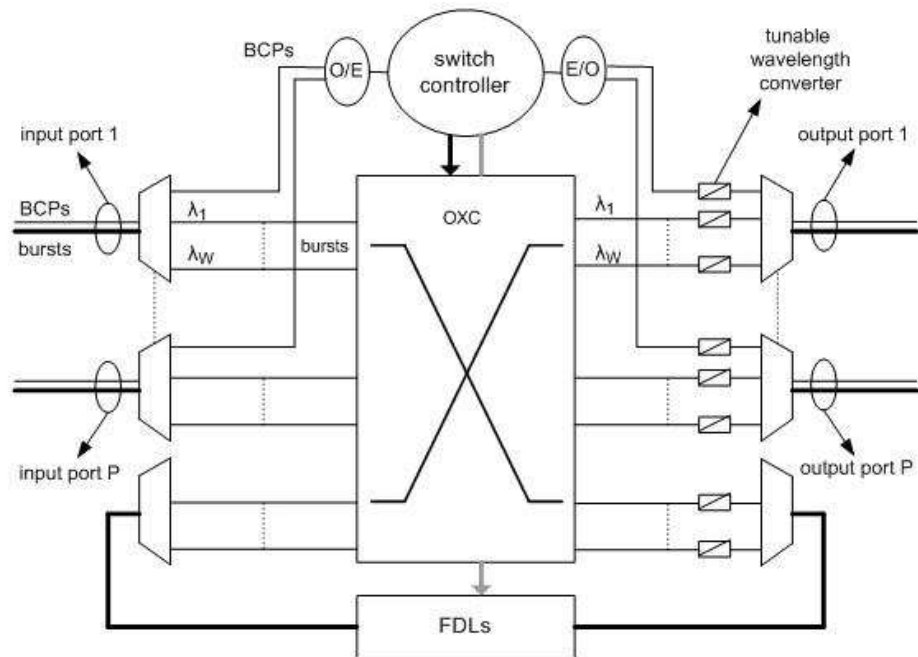 BCPs
O/E
switch
controller
E/O
tunable
wavelength
converter
input port 1
output port 1
BCPs
bursts
λ1
λW
bursts
OXC
λ1
λW
input port P
output port P
FDLs